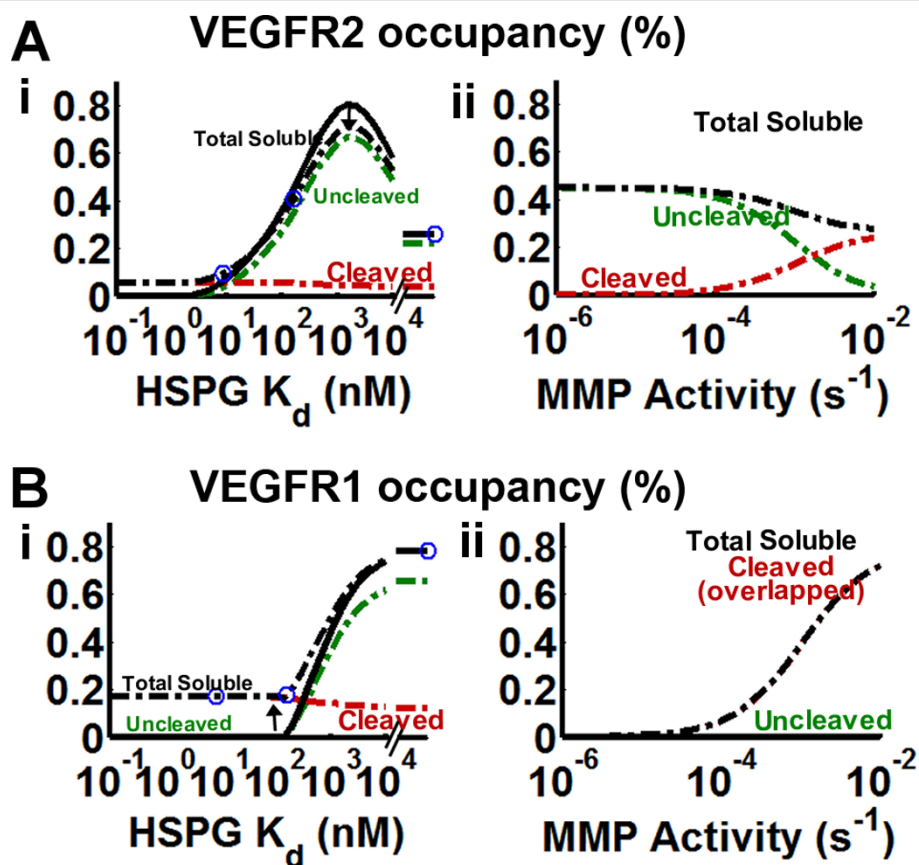 A VEGFR2 occupancy (%)
i
0.8
0.6
0.4
0.2
0
Total Soluble
Uncleaved
Cleaved
10^-1 10^0 10^1 10^2 10^3 10^4
HSPG K_d (nM)
ii
0.8
0.6
0.4
0.2
0
Total Soluble
Uncleaved
Cleaved
10^-6 10^-4 10^-2
MMP Activity (s^-1)
B VEGFR1 occupancy (%)
i
0.8
0.6
0.4
0.2
0
Total Soluble
Uncleaved
Cleaved
10^-1 10^0 10^1 10^2 10^3 10^4
HSPG K_d (nM)
ii
0.8
0.6
0.4
0.2
0
Total Soluble
Cleaved
(overlapped)
Uncleaved
10^-6 10^-4 10^-2
MMP Activity (s^-1)